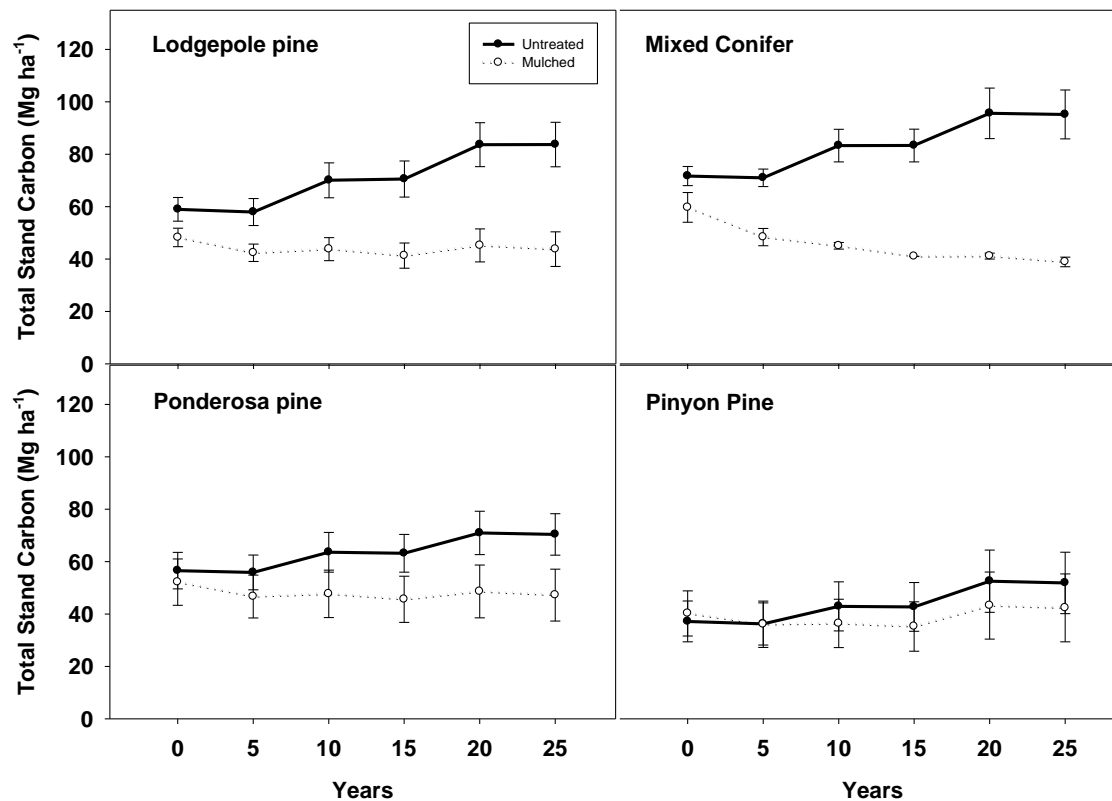 Lodgepole pine
Untreated
Mulched
Mixed Conifer
Total Stand Carbon (Mg ha⁻¹)
120
100
80
60
40
20
0
Ponderosa pine
Pinyon Pine
Total Stand Carbon (Mg ha⁻¹)
120
100
80
60
40
20
0
0 5 10 15 20 25
0 5 10 15 20 25
Years
Years